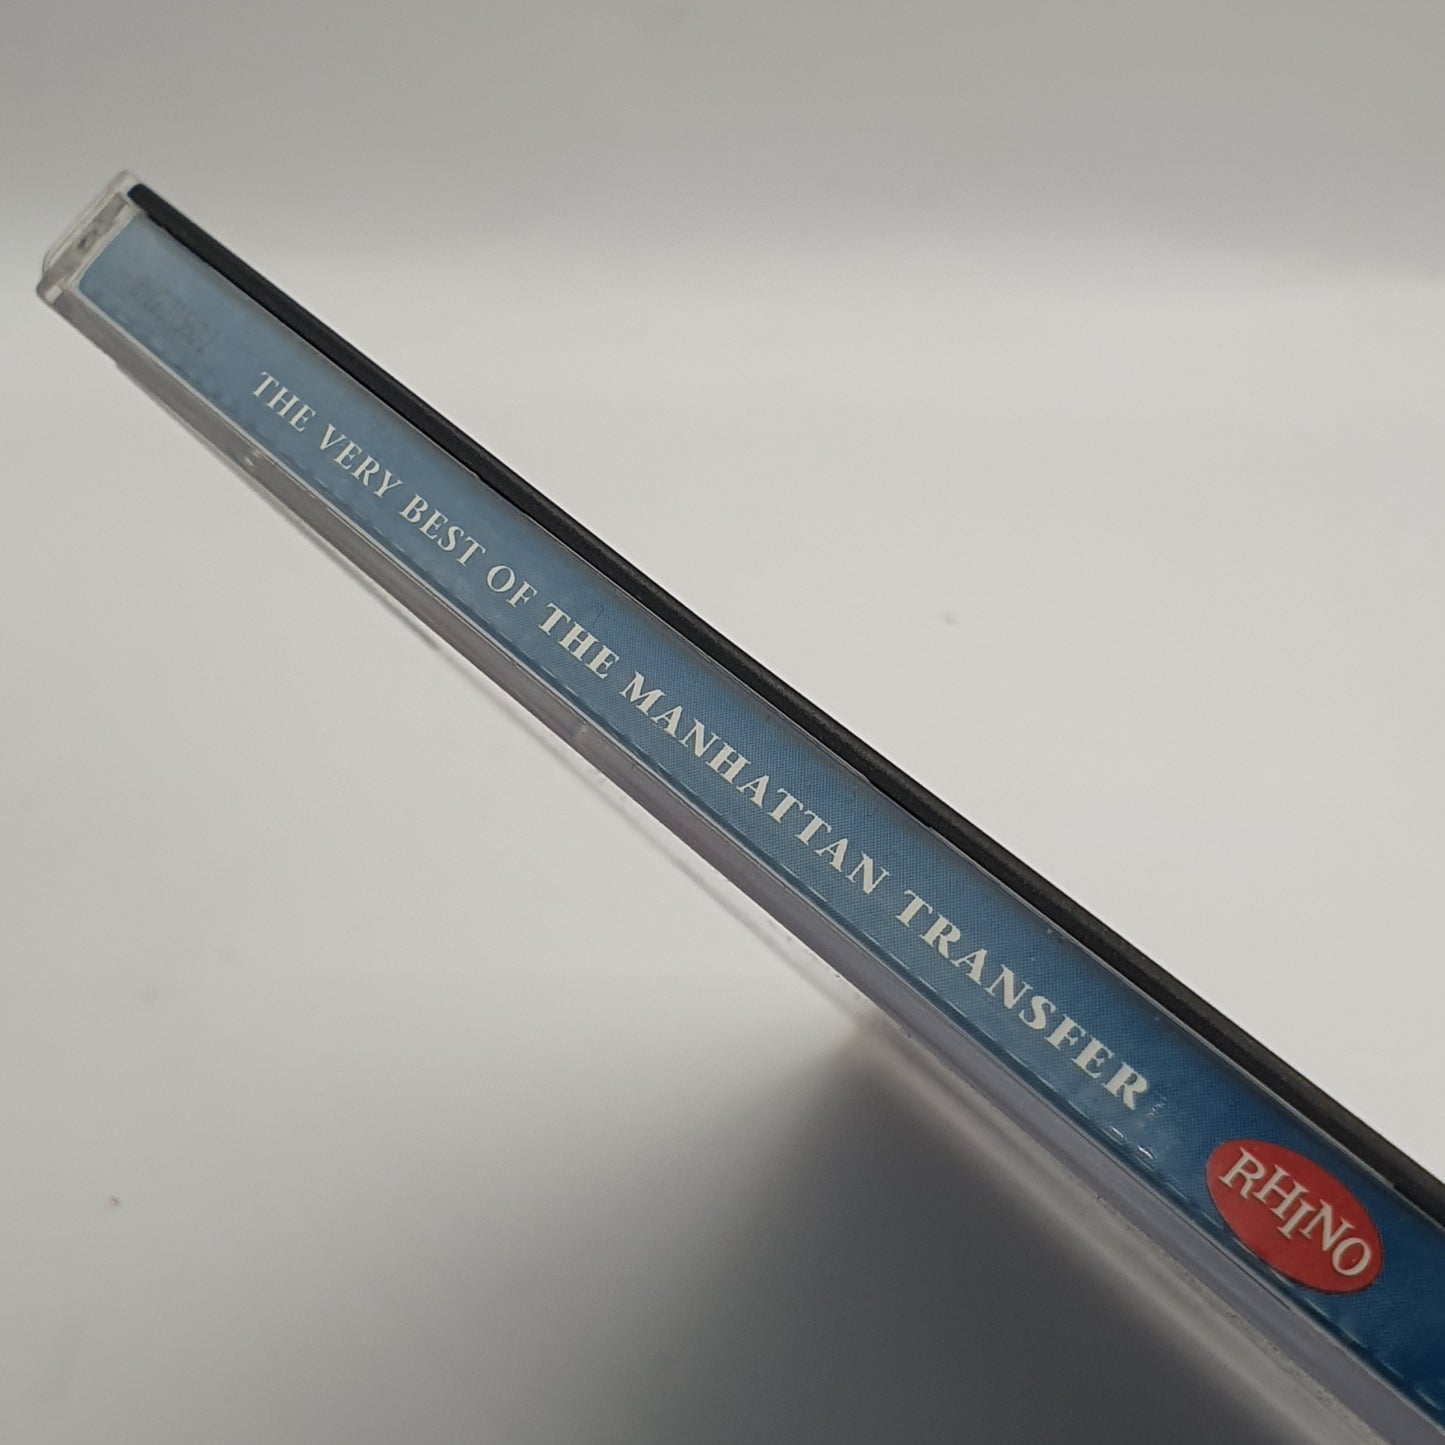 THE VERY BEST OF THE MANHATTAN TRANSFER
RHINO